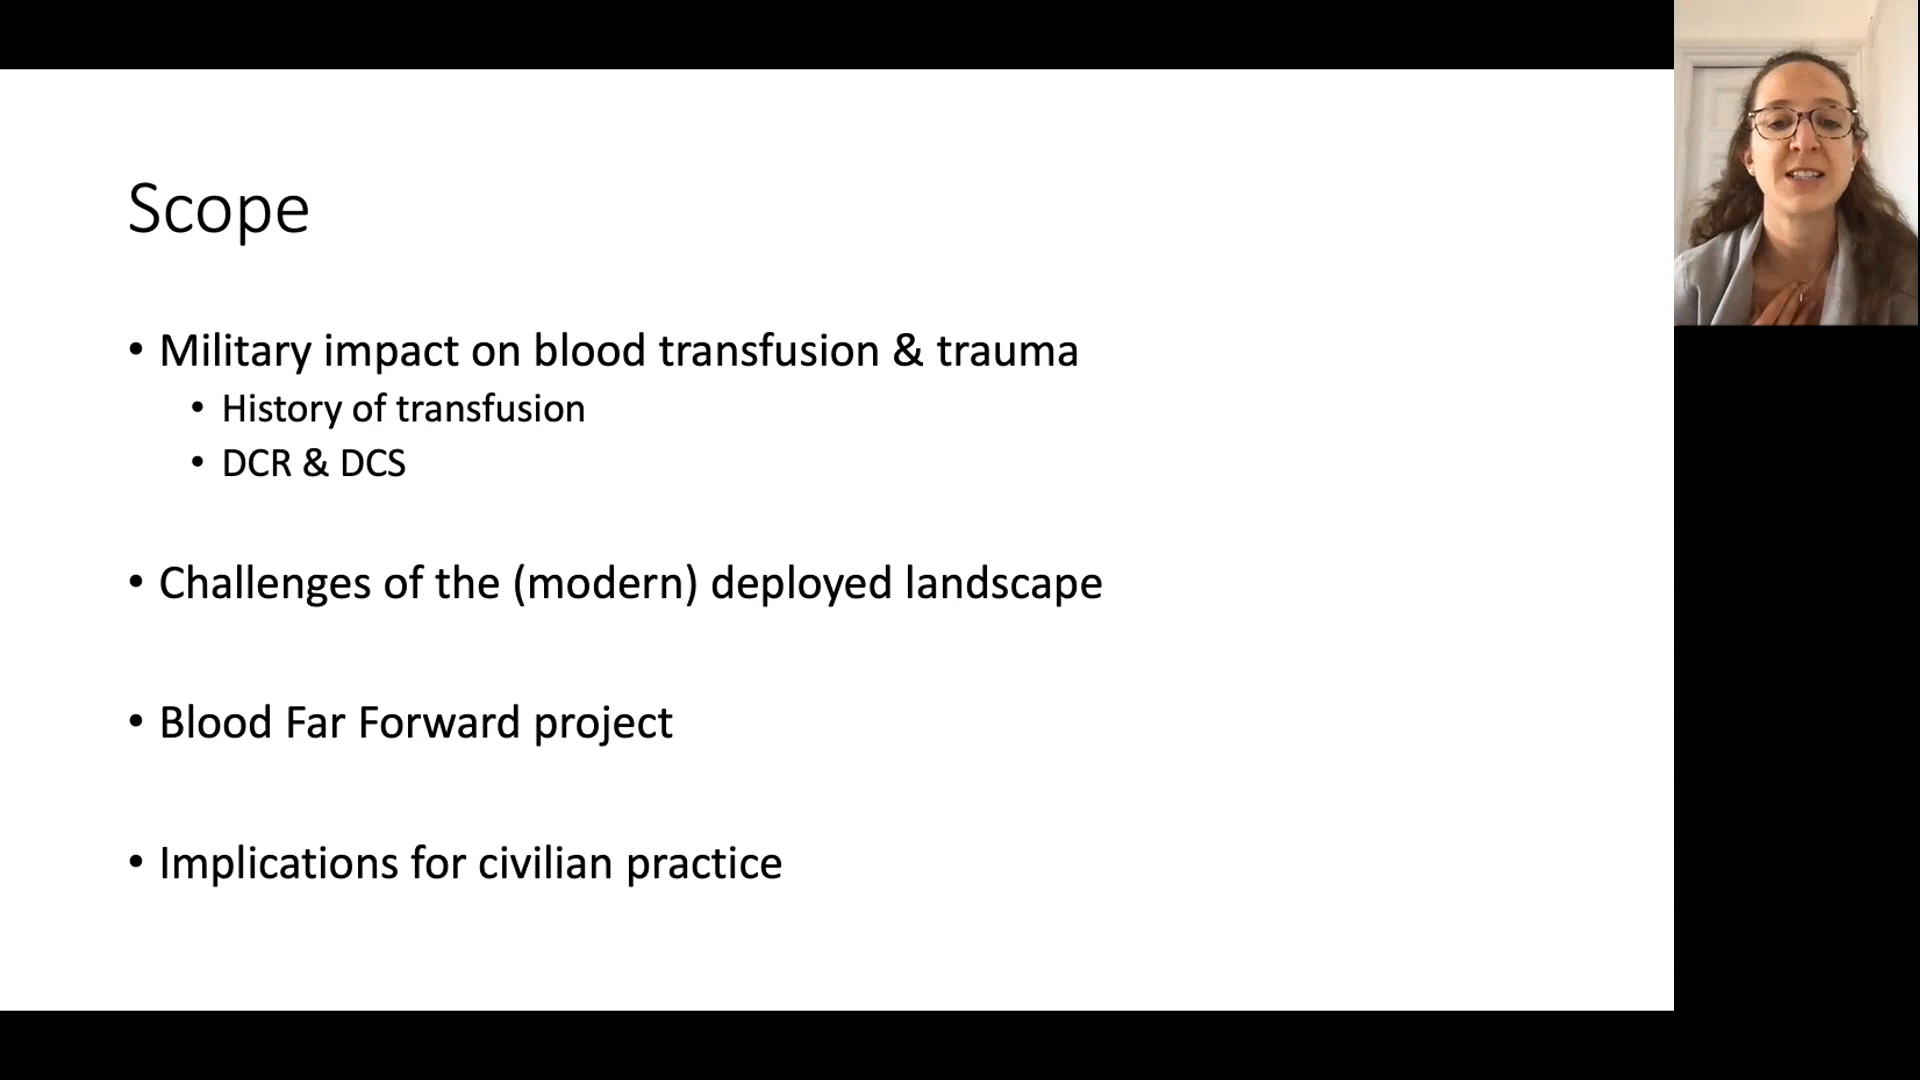 Scope
• Military impact on blood transfusion & trauma
• History of transfusion
• DCR & DCS
• Challenges of the (modern) deployed landscape
• Blood Far Forward project
• Implications for civilian practice